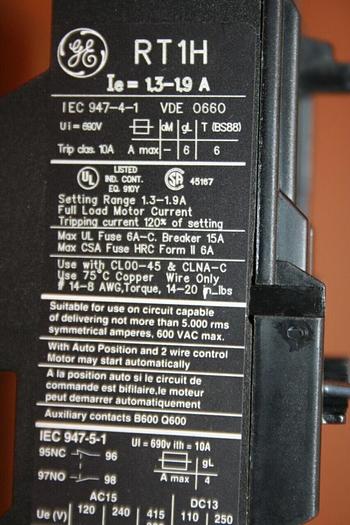 GE
RT1H
Ie = 1.3-1.9 A
IEC 947-4-1 VDE 0660
Ui = 690V aM gL T (BS88)
Trip clas. 10A A max - 6 6
UL LISTED
IND. CONT.
EQ. 910Y
SA 45167
Setting Range 1.3-1.9A
Full Load Motor Current
Tripping current 120% of setting
Max UL Fuse 6A-C. Breaker 15A
Max CSA Fuse HRC Form II 6A
Use with CL00-45 & CLNA-C
Use 75°C Copper Wire Only
# 14-8 AWG,Torque, 14-20 in_lbs
Suitable for use on circuit capable
of delivering not more than 5.000 rms
symmetrical amperes, 600 VAC max.
With Auto Position and 2 wire control
Motor may start automatically
A la position auto si le circuit de
commande est bifilaire,le moteur
peut demarrer automatiquement
Auxiliary contacts B600 Q600
IEC 947-5-1 Ui = 690v ith = 10A
95NC 96 gL
97NO 98 A max 4
AC15 DC13
Ue (V) 120 240 415 110 250